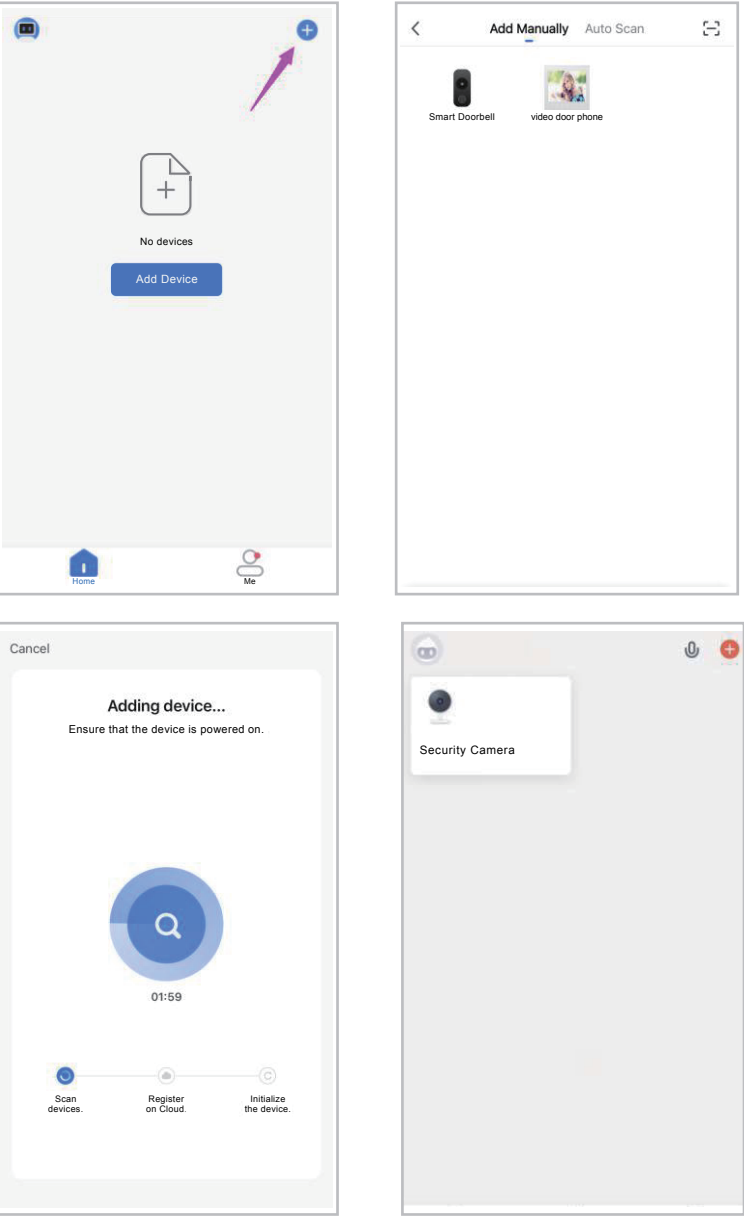 No devices
Add Device
Home
Me
Add Manually
Auto Scan
Smart Doorbell
video door phone
Cancel
Adding device...
Ensure that the device is powered on.
01:59
Scan
devices.
Register
on Cloud.
Initialize
the device.
Security Camera